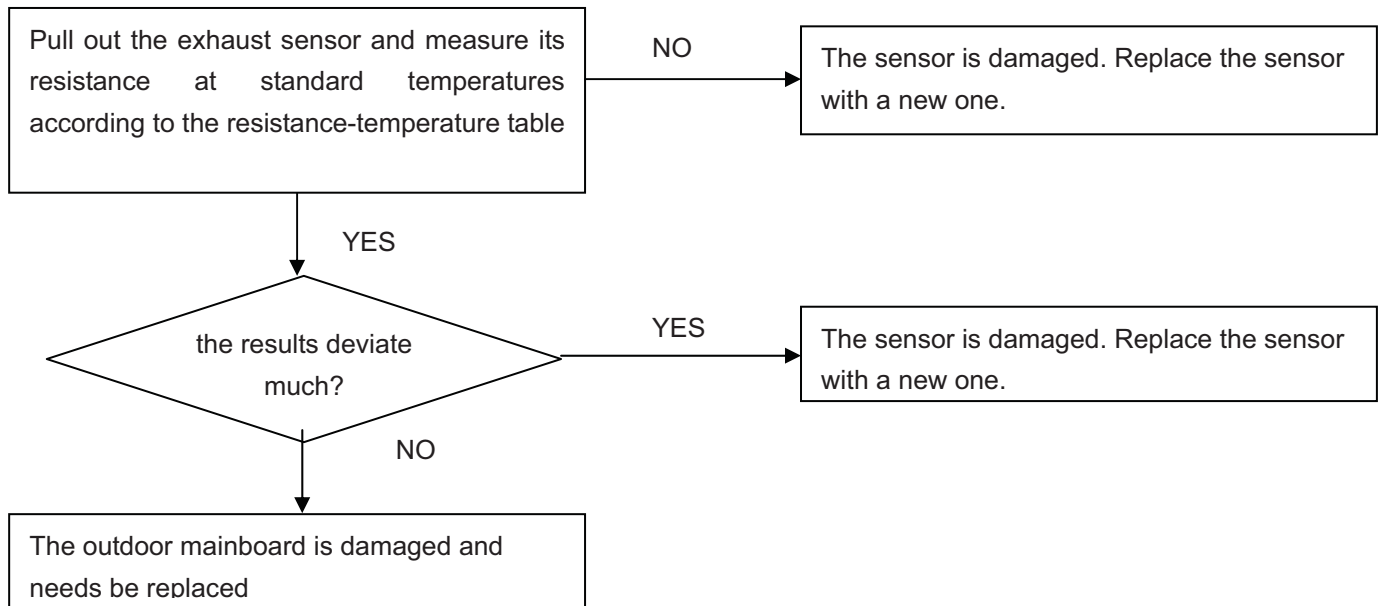 Pull out the exhaust sensor and measure its
resistance at standard temperatures
according to the resistance-temperature table
NO
The sensor is damaged. Replace the sensor
with a new one.
YES
the results deviate
much?
YES
The sensor is damaged. Replace the sensor
with a new one.
NO
The outdoor mainboard is damaged and
needs be replaced